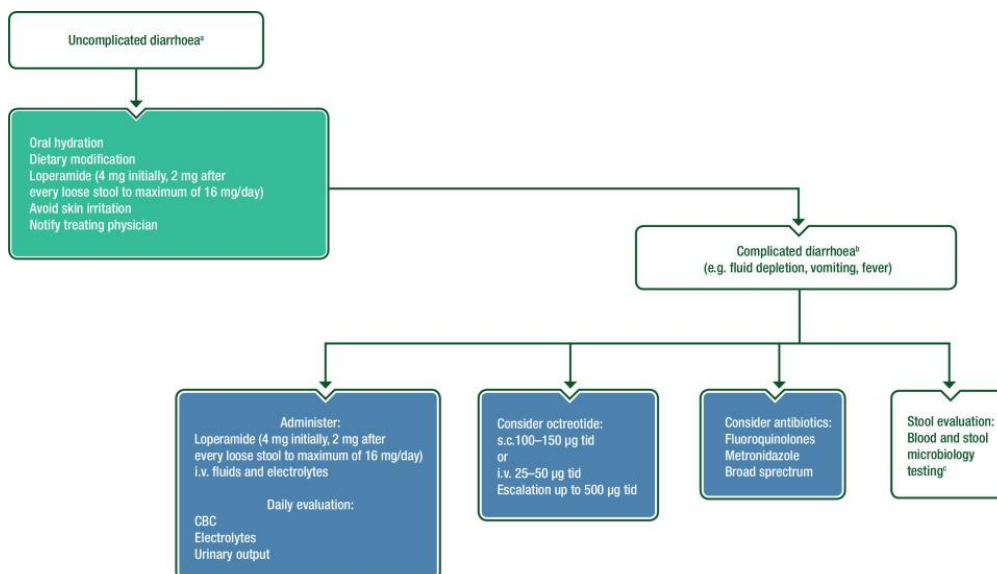 Uncomplicated diarrhoeaᵃ
Oral hydration
Dietary modification
Loperamide (4 mg initially, 2 mg after
every loose stool to maximum of 16 mg/day)
Avoid skin irritation
Notify treating physician
Complicated diarrhoeaᵇ
(e.g. fluid depletion, vomiting, fever)
Administer:
Loperamide (4 mg initially, 2 mg after
every loose stool to maximum of 16 mg/day)
i.v. fluids and electrolytes
Daily evaluation:
CBC
Electrolytes
Urinary output
Consider octreotide:
s.c.100–150 µg tid
or
i.v. 25–50 µg tid
Escalation up to 500 µg tid
Consider antibiotics:
Fluoroquinolones
Metronidazole
Broad spectrum
Stool evaluation:
Blood and stool
microbiology
testingᶜ